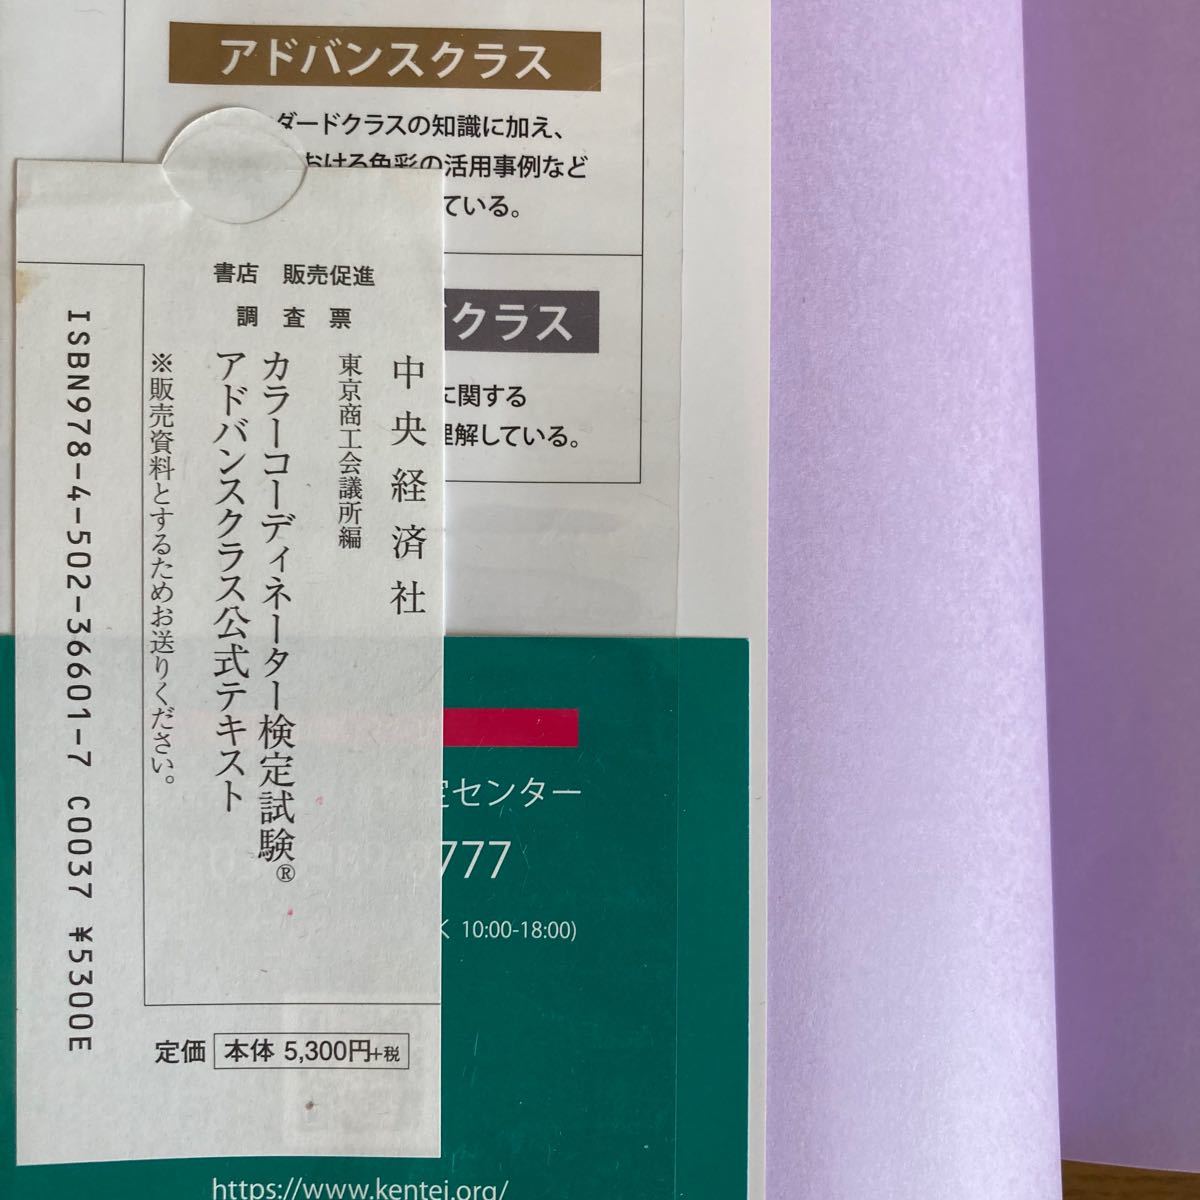 アドバンスクラス
ダードクラスの知識に加え、
おける色彩の活用事例など
ている。
クラス
に関する
理解している。
書店 販売促進
調査票
中央経済社
東京商工会議所編
カラーコーディネーター検定試験®
アドバンスクラス公式テキスト
※販売資料とするためお送りください。
ISBN978-4-502-36601-7 C0037 ¥5300E
定価 本体 5,300円+税
定センター
777
く 10:00-18:00)
https://www.kentei.org/